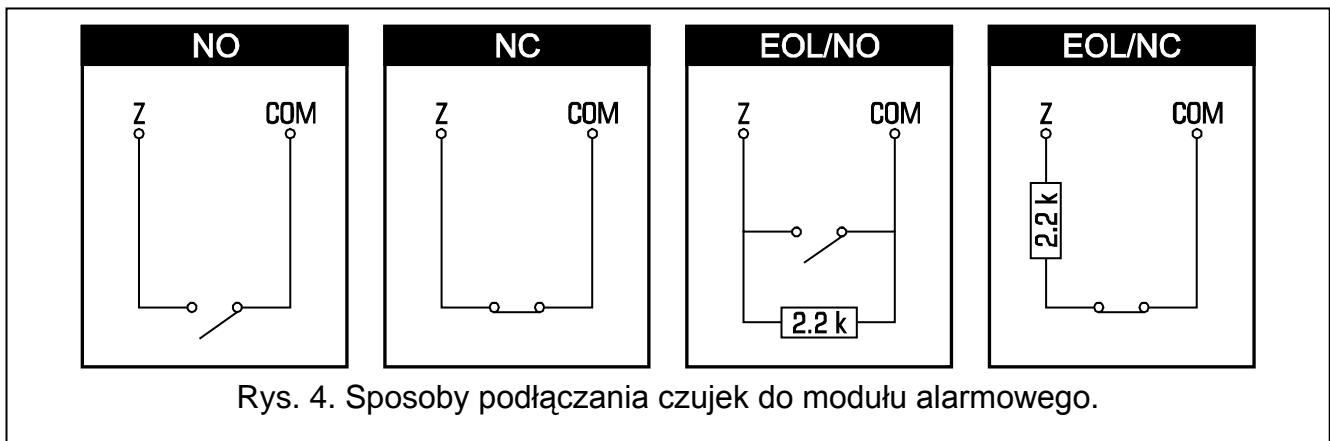 NO
NC
EOL/NO
EOL/NC
Z COM
Z COM
Z COM
Z COM
2.2 k
2.2 k
Rys. 4. Sposoby podłączania czujek do modułu alarmowego.